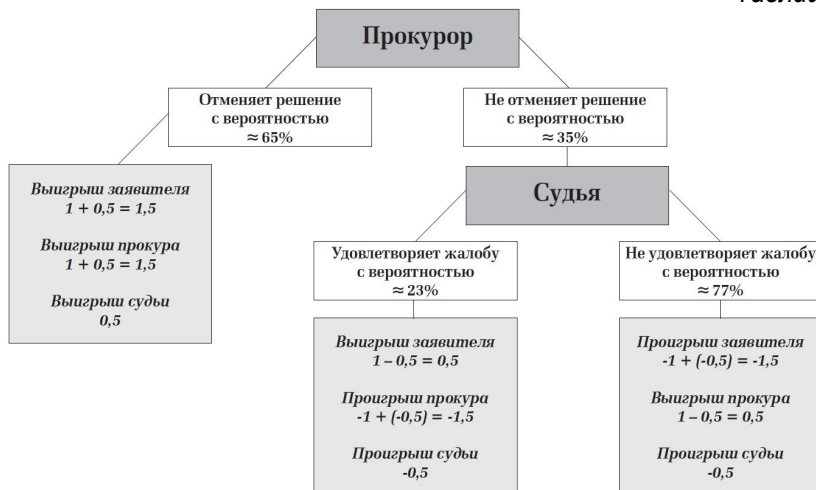 Прокурор
Отменяет решение
с вероятностью
≈ 65%
Не отменяет решение
с вероятностью
≈ 35%
Выигрыш заявителя
1 + 0,5 = 1,5
Выигрыш прокура
1 + 0,5 = 1,5
Выигрыш судьи
0,5
Судья
Удовлетворяет жалобу
с вероятностью
≈ 23%
Не удовлетворяет жалобу
с вероятностью
≈ 77%
Выигрыш заявителя
1 – 0,5 = 0,5
Проигрыш прокура
-1 + (-0,5) = -1,5
Проигрыш судьи
-0,5
Проигрыш заявителя
-1 + (-0,5) = -1,5
Выигрыш прокура
1 – 0,5 = 0,5
Проигрыш судьи
-0,5